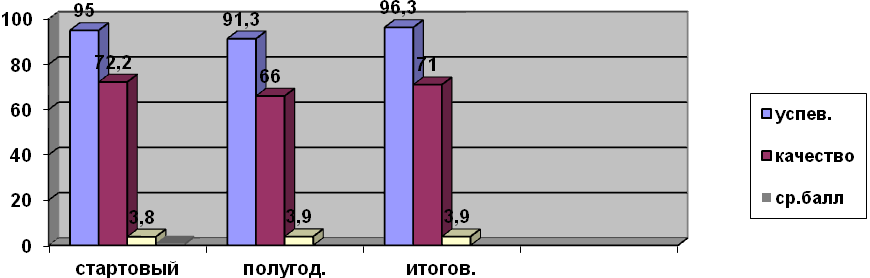 100
80
60
40
20
0
95
72,2
3,8
91,3
66
3,9
96,3
71
3,9
стартовый
полугод.
итогов.
успев.
качество
ср.балл